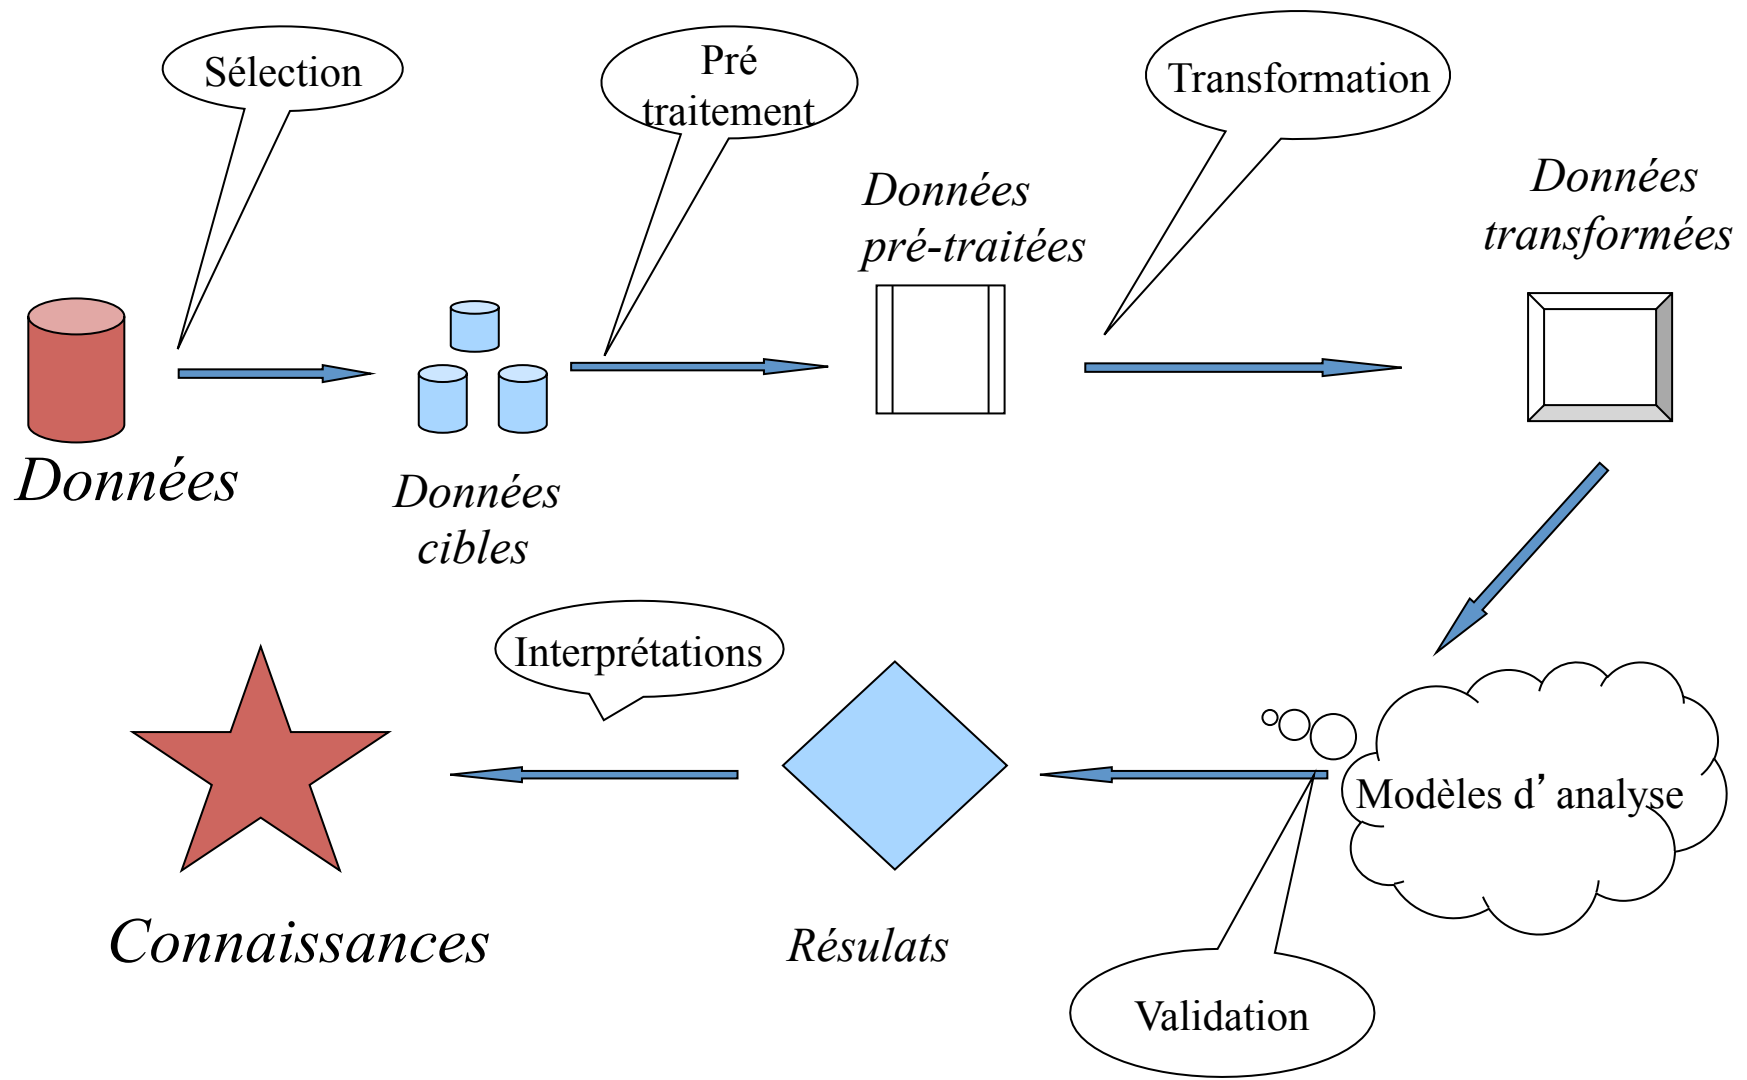 Sélection
Pré
traitement
Transformation
Données
pré-traitées
Données
transformées
Données
Données
cibles
Interprétations
Modèles d’ analyse
Connaissances
Résulats
Validation